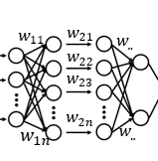 w₁₁ w₂₁ w..
w₂₂
w₂₃
w₁ₙ w₂ₙ w..